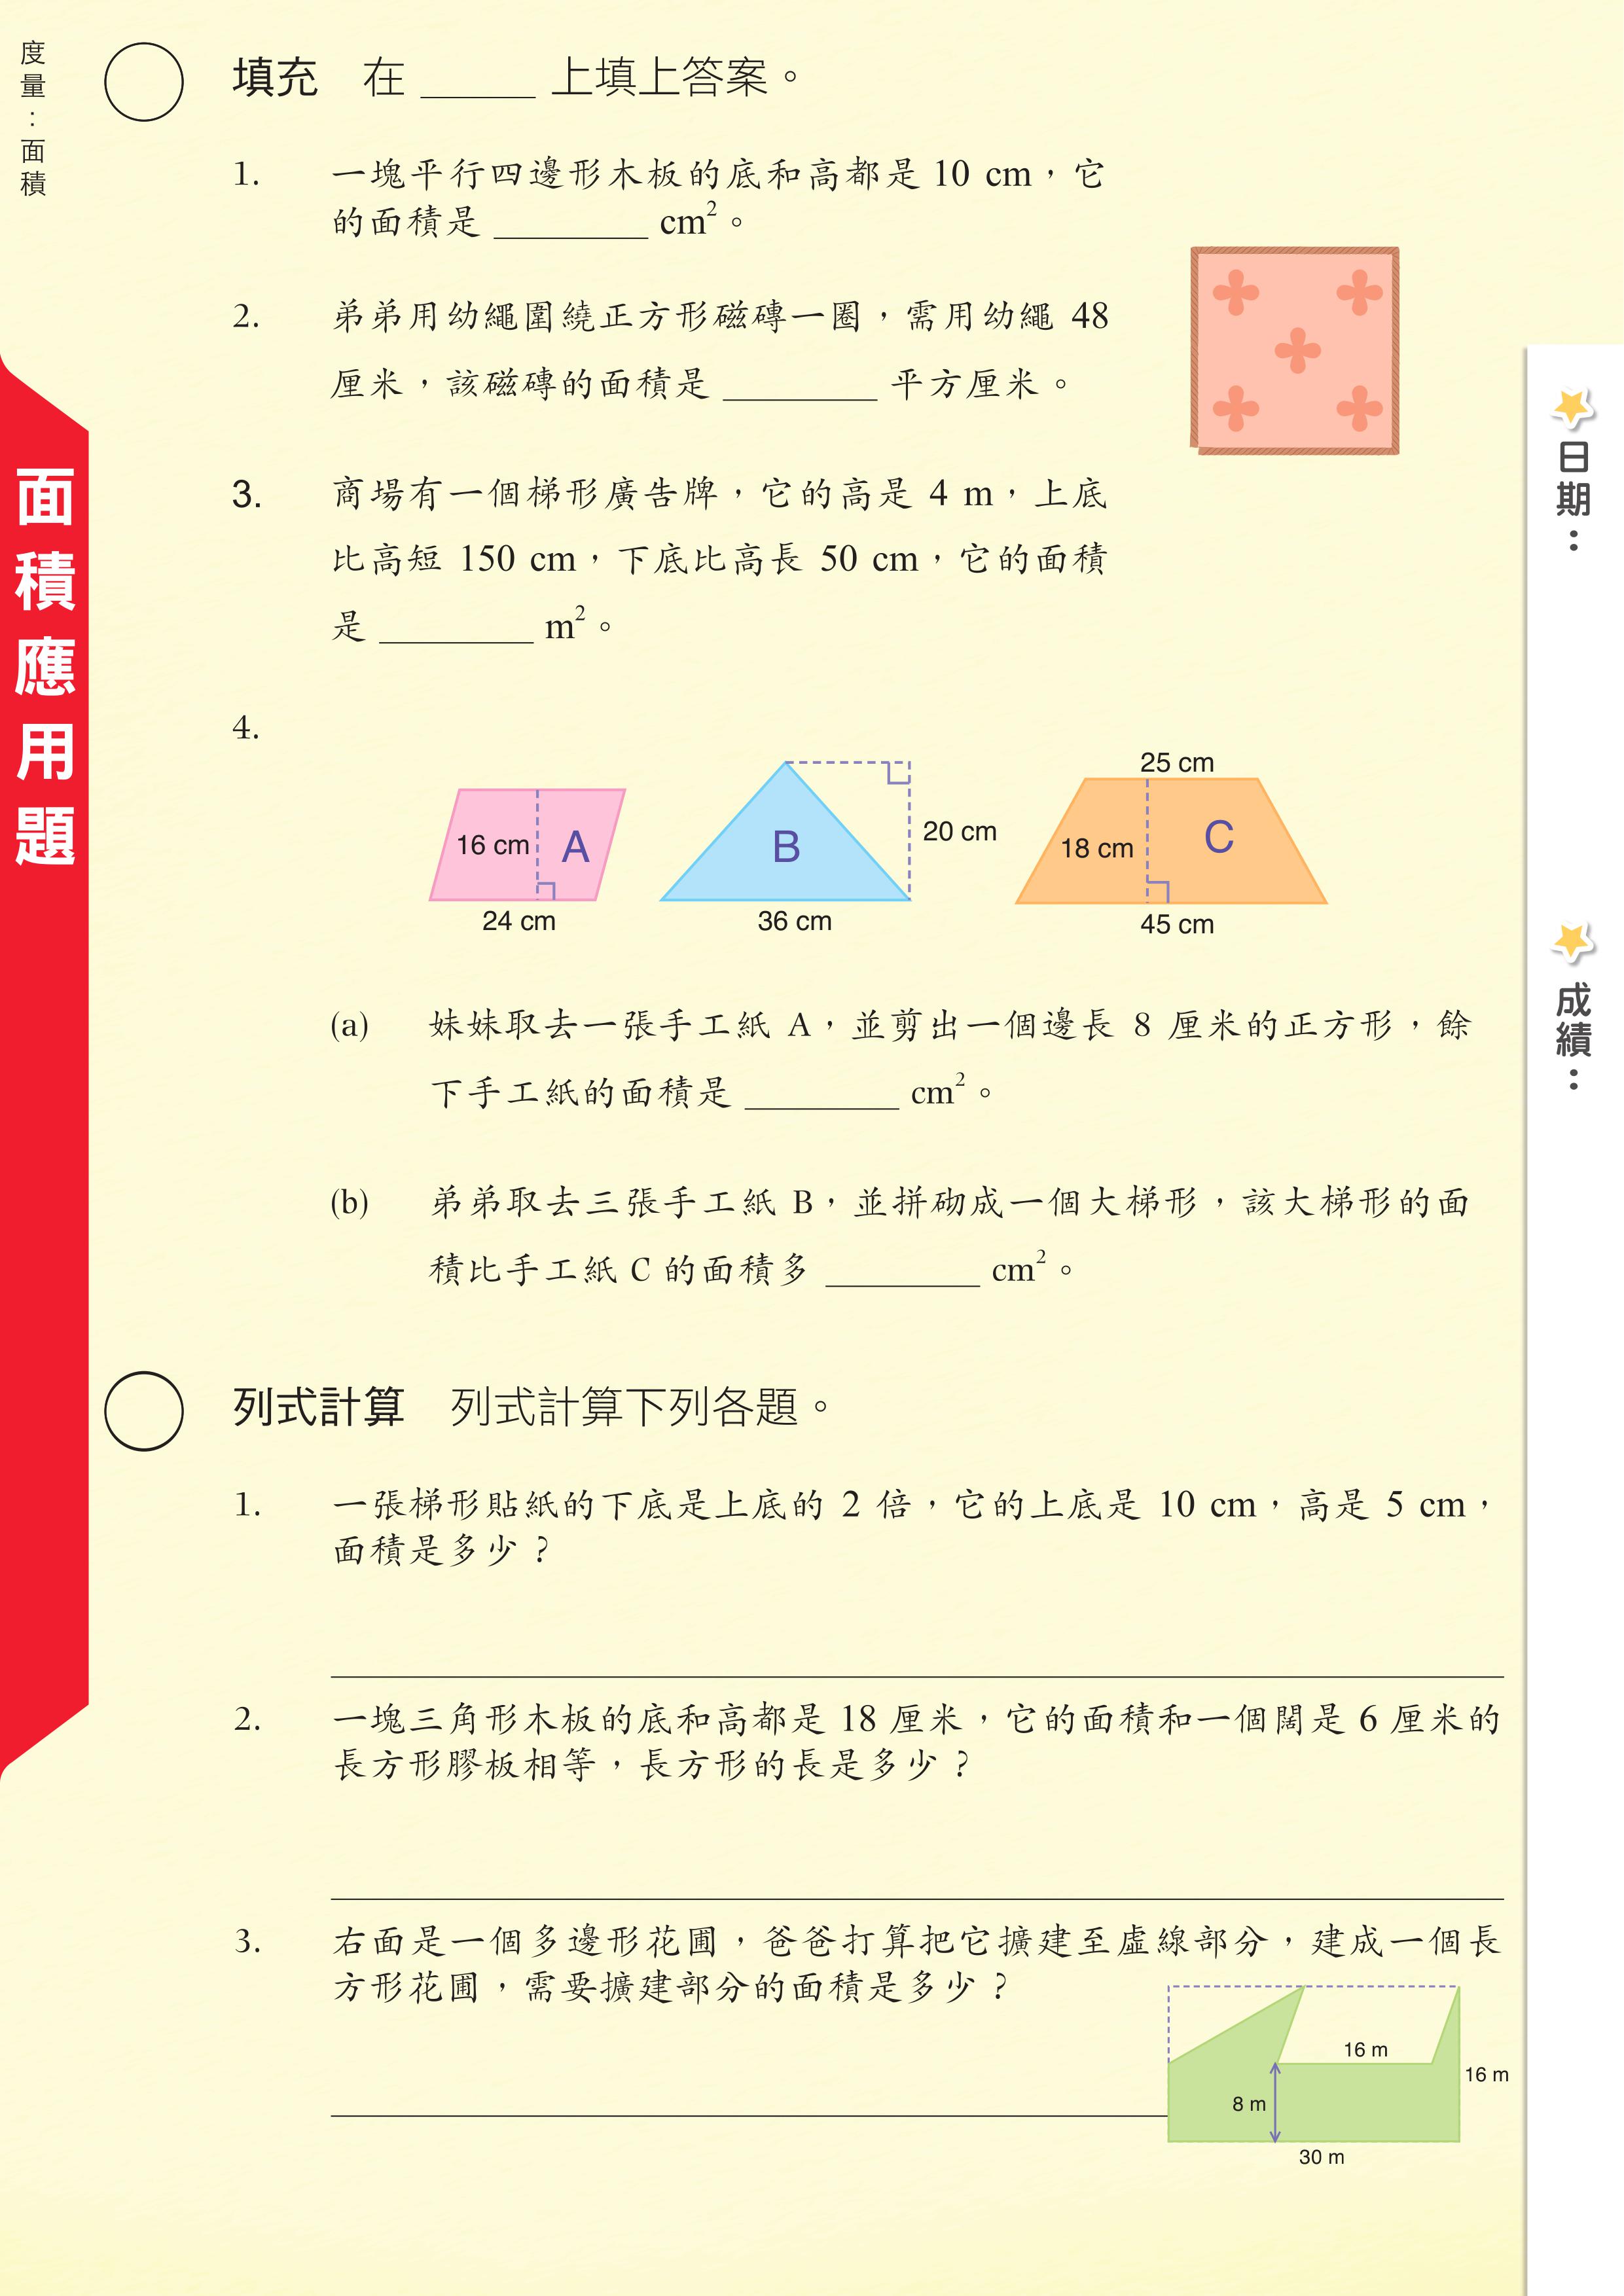 度量：面積
填充 在 ______ 上填上答案。
1. 一塊平行四邊形木板的底和高都是 10 cm，它
的面積是 ________ cm²。
2. 弟弟用幼繩圍繞正方形磁磚一圈，需用幼繩 48
厘米，該磁磚的面積是 ________ 平方厘米。
3. 商場有一個梯形廣告牌，它的高是 4 m，上底
比高短 150 cm，下底比高長 50 cm，它的面積
是 ________ m²。
面積應用題
日期：
成績：
4.
16 cm A
24 cm
B
20 cm
36 cm
25 cm
18 cm C
45 cm
(a) 妹妹取去一張手工紙 A，並剪出一個邊長 8 厘米的正方形，餘
下手工紙的面積是 ________ cm²。
(b) 弟弟取去三張手工紙 B，並拼砌成一個大梯形，該大梯形的面
積比手工紙 C 的面積多 ________ cm²。
列式計算 列式計算下列各題。
1. 一張梯形貼紙的下底是上底的 2 倍，它的上底是 10 cm，高是 5 cm，
面積是多少？
2. 一塊三角形木板的底和高都是 18 厘米，它的面積和一個闊是 6 厘米的
長方形膠板相等，長方形的長是多少？
3. 右面是一個多邊形花圃，爸爸打算把它擴建至虛線部分，建成一個長
方形花圃，需要擴建部分的面積是多少？
16 m
16 m
8 m
30 m